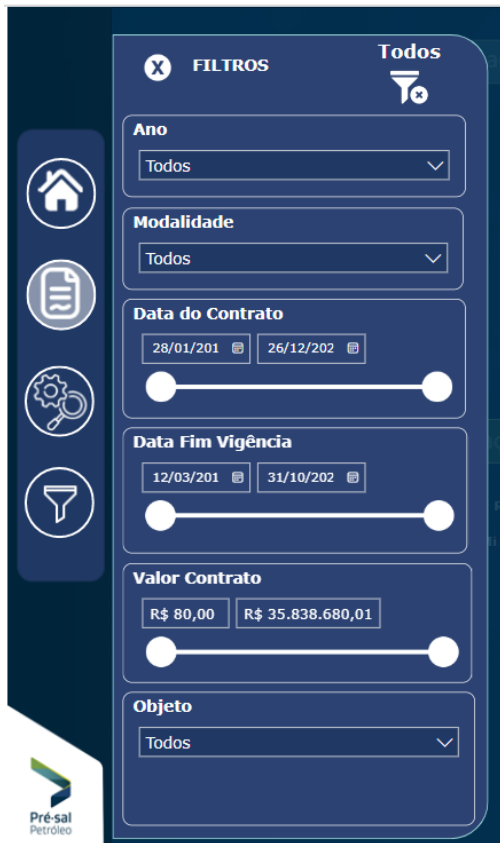 Todos
X FILTROS
Ano
Todos
Modalidade
Todos
Data do Contrato
28/01/201 26/12/202
Data Fim Vigência
12/03/201 31/10/202
Valor Contrato
R$ 80,00 R$ 35.838.680,01
Objeto
Todos
Pré-sal
Petróleo